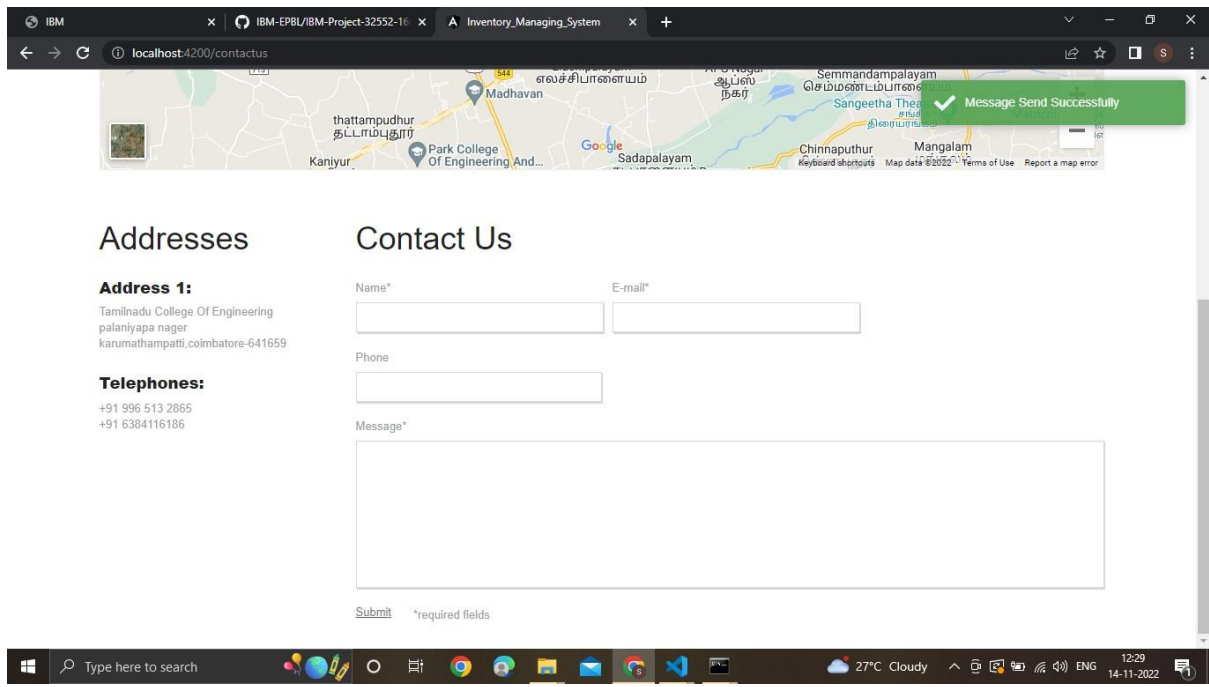 IBM
IBM-EPBL/IBM-Project-32552-16
Inventory_Managing_System
localhost:4200/contactus
544
எலச்சிபாளையம்
Madhavan
ஆப்ஸ்
நகர்
Semmandampalayam
Sangeetha Thea
Message Send Successfully
thattampudhur
தட்டாம்புதூர்
Park College
Of Engineering And...
Kaniyur
Google
Sadapalayam
Chinnaputhur
Mangalam
Keyboard shortcuts Map data ©2022 Terms of Use Report a map error
Addresses
Contact Us
Address 1:
Tamilnadu College Of Engineering
palaniyapa nager
karumathampatti,coimbatore-641659
Telephones:
+91 996 513 2865
+91 6384116186
Name*
E-mail*
Phone
Message*
Submit *required fields
Type here to search
27°C Cloudy
ENG
12:29
14-11-2022